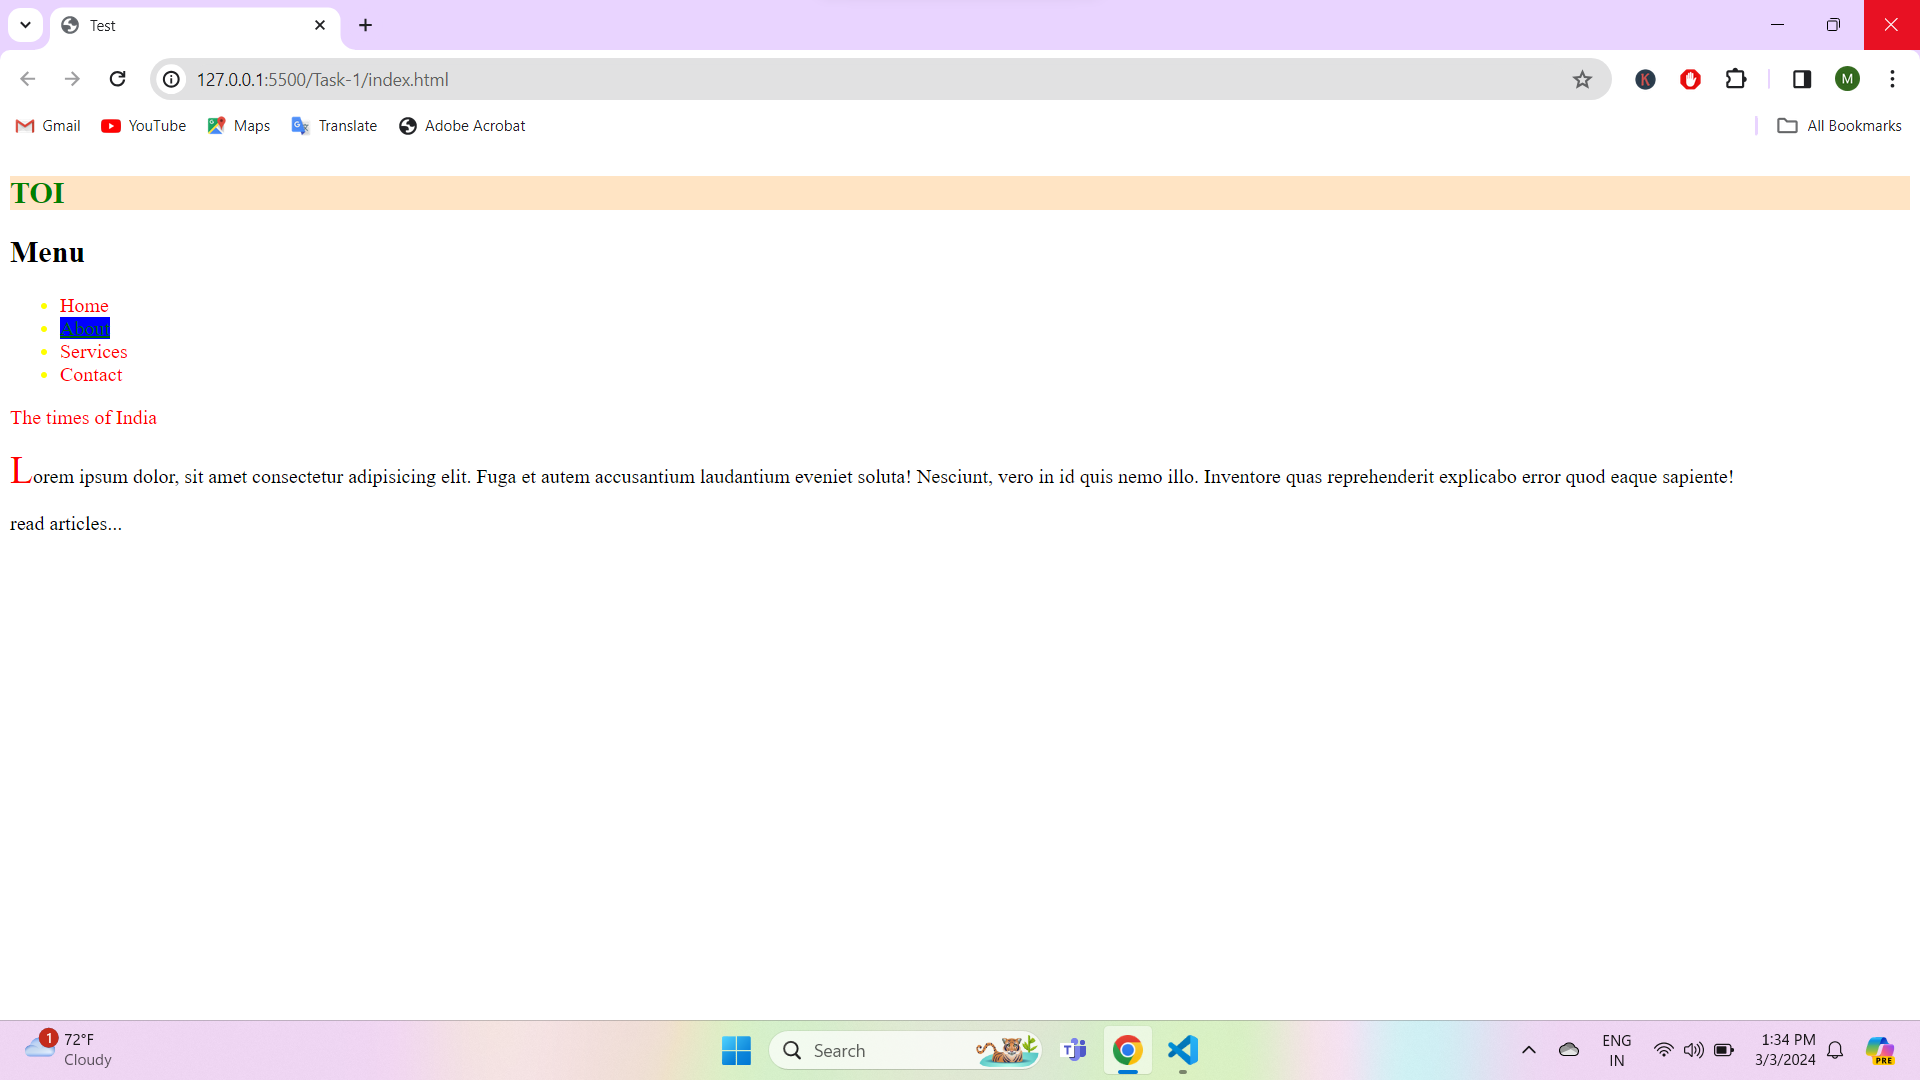 Test
127.0.0.1:5500/Task-1/index.html
K
M
Gmail YouTube Maps Translate Adobe Acrobat All Bookmarks
TOI
Menu
Home
About
Services
Contact
The times of India
Lorem ipsum dolor, sit amet consectetur adipisicing elit. Fuga et autem accusantium laudantium eveniet soluta! Nesciunt, vero in id quis nemo illo. Inventore quas reprehenderit explicabo error quod eaque sapiente!
read articles...
1 72°F
Cloudy
Search
T
ENG
IN
1:34 PM
3/3/2024
PRE